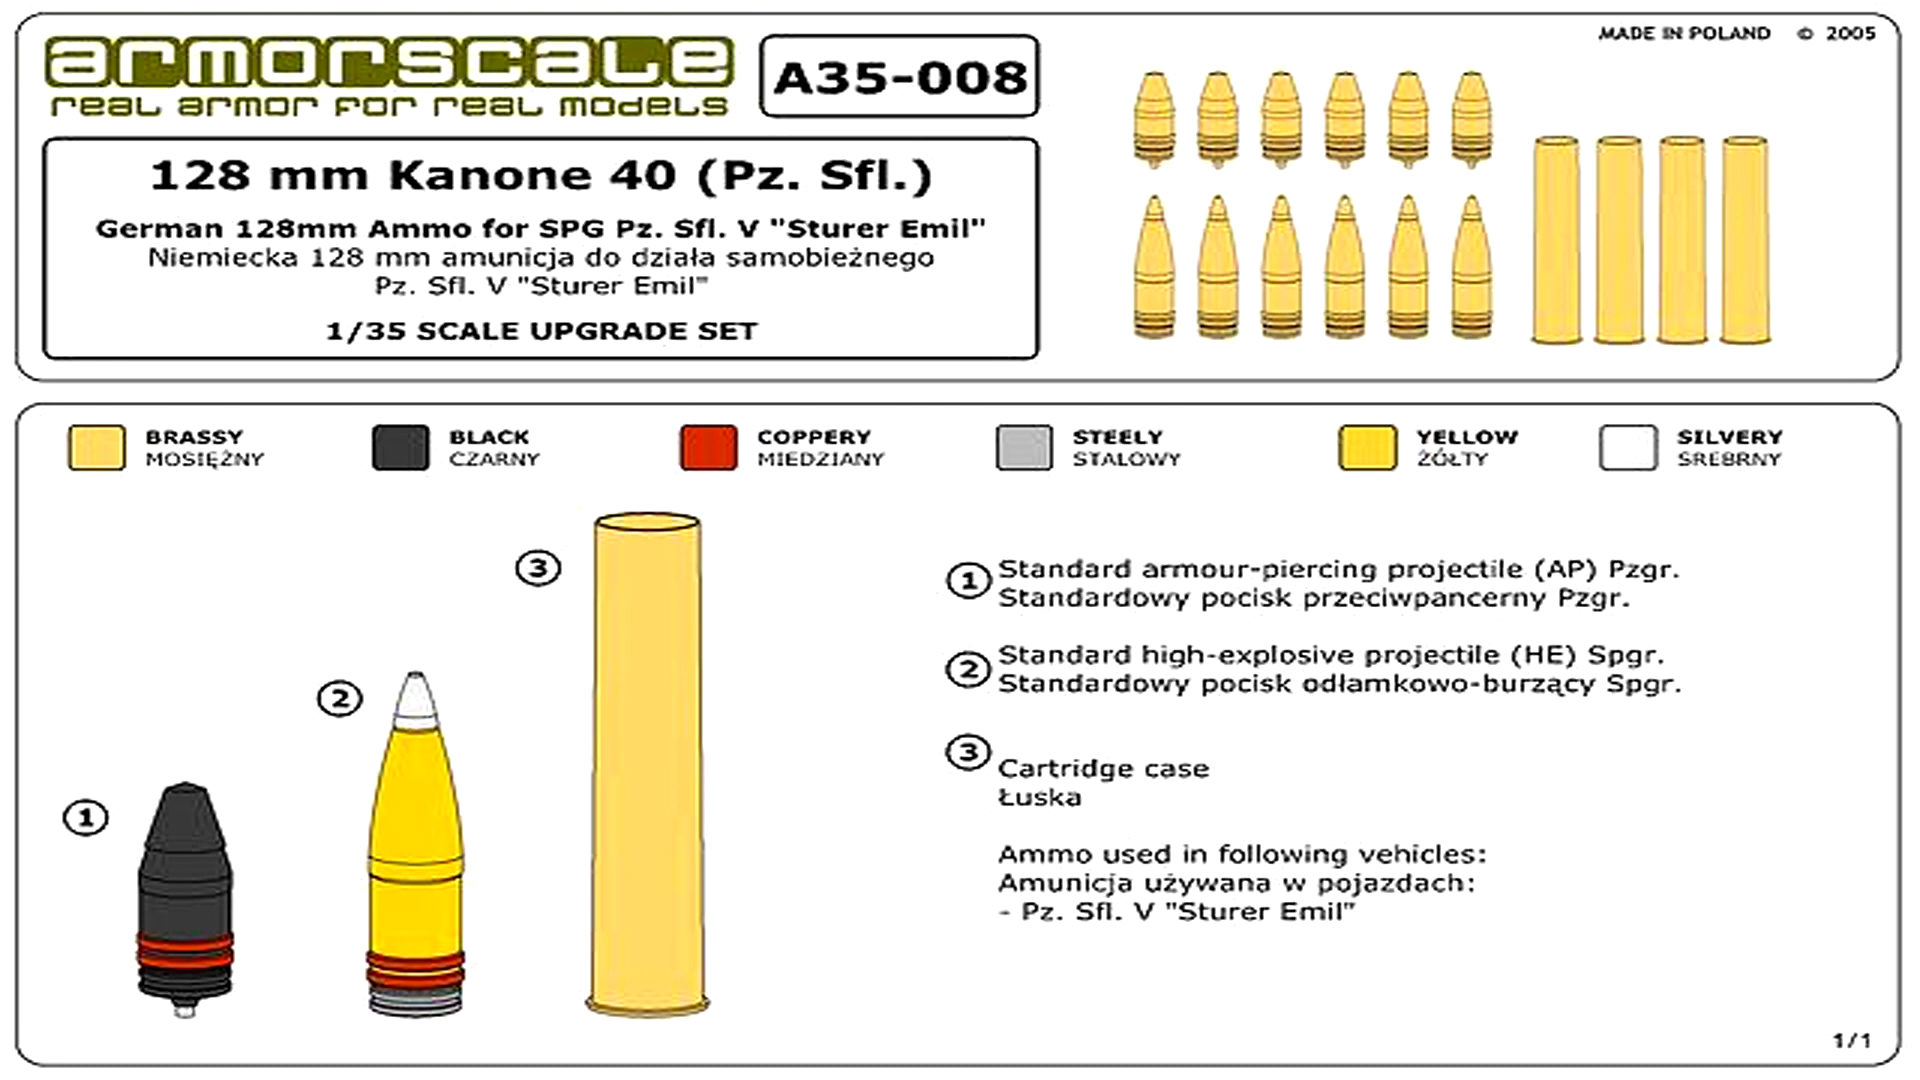 armorscale
real armor for real models
A35-008
MADE IN POLAND © 2005
128 mm Kanone 40 (Pz. Sfl.)
German 128mm Ammo for SPG Pz. Sfl. V "Sturer Emil"
Niemiecka 128 mm amunicja do działa samobieżnego
Pz. Sfl. V "Sturer Emil"
1/35 SCALE UPGRADE SET
BRASSY
MOSIĘŻNY
BLACK
CZARNY
COPPERY
MIEDZIANY
STEELY
STALOWY
YELLOW
ŻÓŁTY
SILVERY
SREBRNY
3
2
1
1 Standard armour-piercing projectile (AP) Pzgr.
Standardowy pocisk przeciwpancerny Pzgr.
2 Standard high-explosive projectile (HE) Spgr.
Standardowy pocisk odłamkowo-burzący Spgr.
3 Cartridge case
Łuska
Ammo used in following vehicles:
Amunicja używana w pojazdach:
- Pz. Sfl. V "Sturer Emil"
1/1